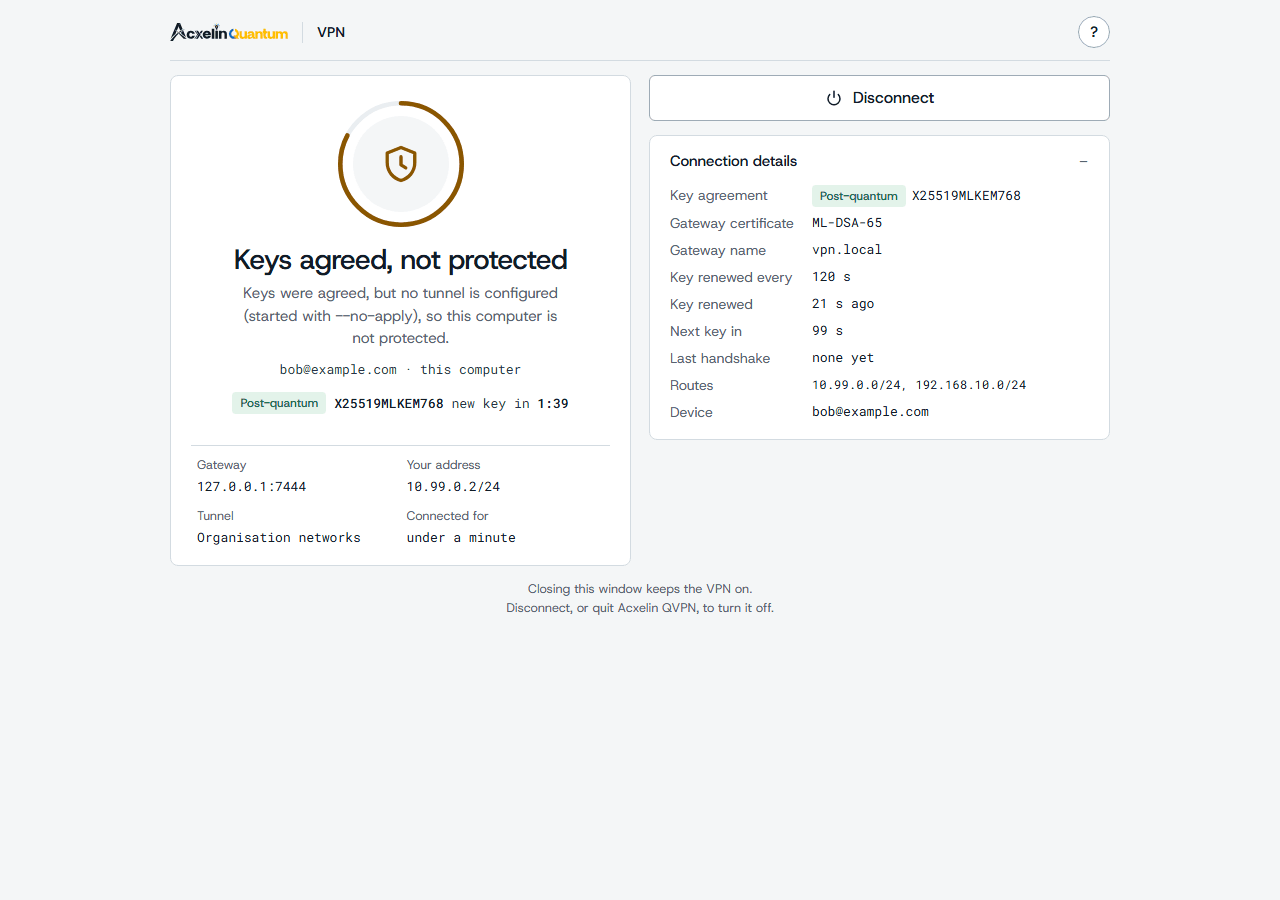 Acxelin Quantum
VPN
?
Keys agreed, not protected
Keys were agreed, but no tunnel is configured
(started with --no-apply), so this computer is
not protected.
bob@example.com · this computer
Post-quantum X25519MLKEM768 new key in 1:39
Gateway
127.0.0.1:7444
Your address
10.99.0.2/24
Tunnel
Organisation networks
Connected for
under a minute
Disconnect
Connection details −
Key agreement Post-quantum X25519MLKEM768
Gateway certificate ML-DSA-65
Gateway name vpn.local
Key renewed every 120 s
Key renewed 21 s ago
Next key in 99 s
Last handshake none yet
Routes 10.99.0.0/24, 192.168.10.0/24
Device bob@example.com
Closing this window keeps the VPN on.
Disconnect, or quit Acxelin QVPN, to turn it off.